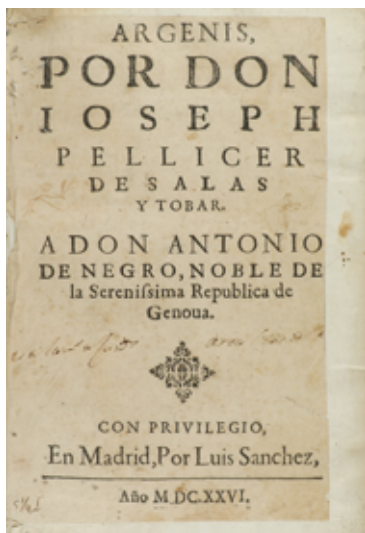 ARGENIS,
POR DON
IOSEPH
PELLICER
DE SALAS
Y TOBAR.
A DON ANTONIO
DE NEGRO, NOBLE DE
la Sereniſsima Republica de
Genoua.
CON PRIVILEGIO,
En Madrid, Por Luis Sanchez,
Año M DC.XXVI.